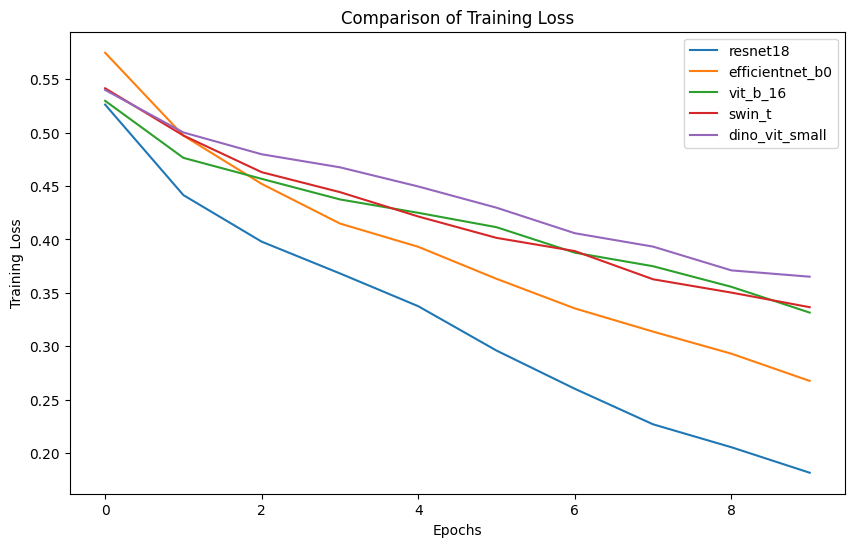 Comparison of Training Loss
resnet18
efficientnet_b0
vit_b_16
swin_t
dino_vit_small
Training Loss
0.55
0.50
0.45
0.40
0.35
0.30
0.25
0.20
0 2 4 6 8
Epochs